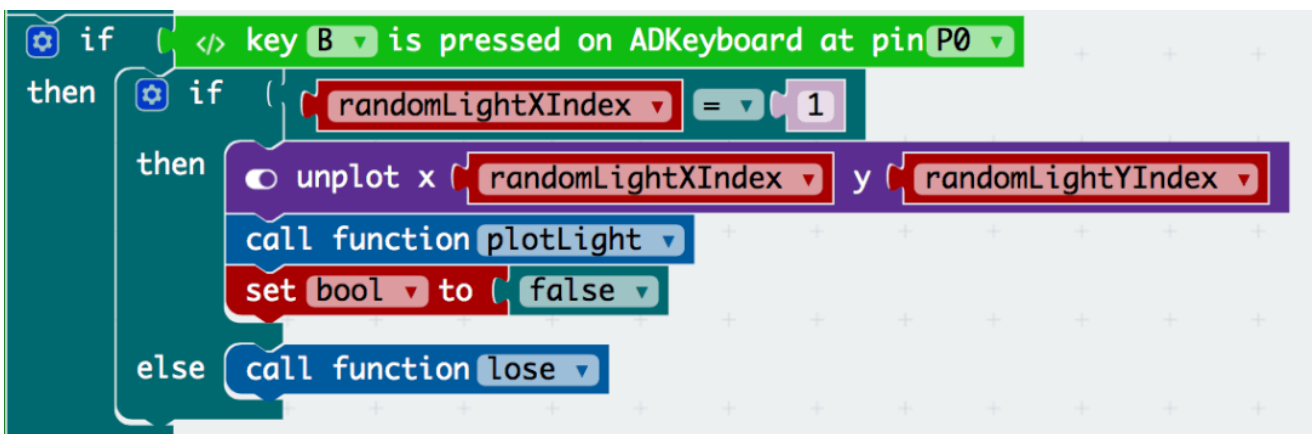 if </> key B is pressed on ADKeyboard at pin P0
then if randomLightXIndex = 1
then unplot x randomLightXIndex y randomLightYIndex
call function plotLight
set bool to false
else call function lose